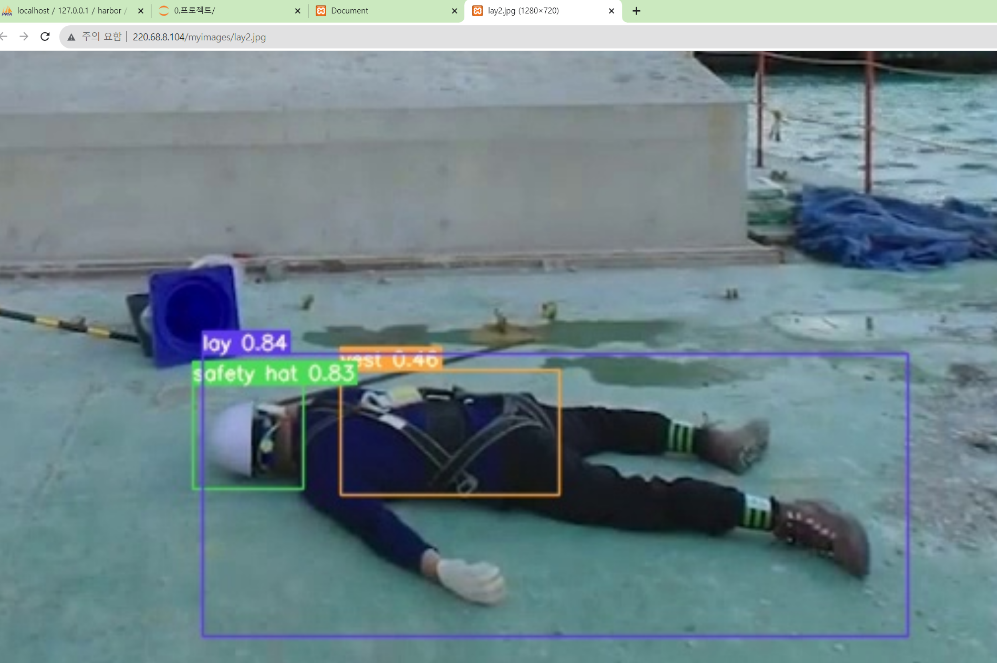 localhost / 127.0.0.1 / harbor /
0.프로젝트/
Document
lay2.jpg (1280×720)
주의 요함 | 220.68.8.104/myimages/lay2.jpg
lay 0.84
vest 0.46
safety hat 0.83